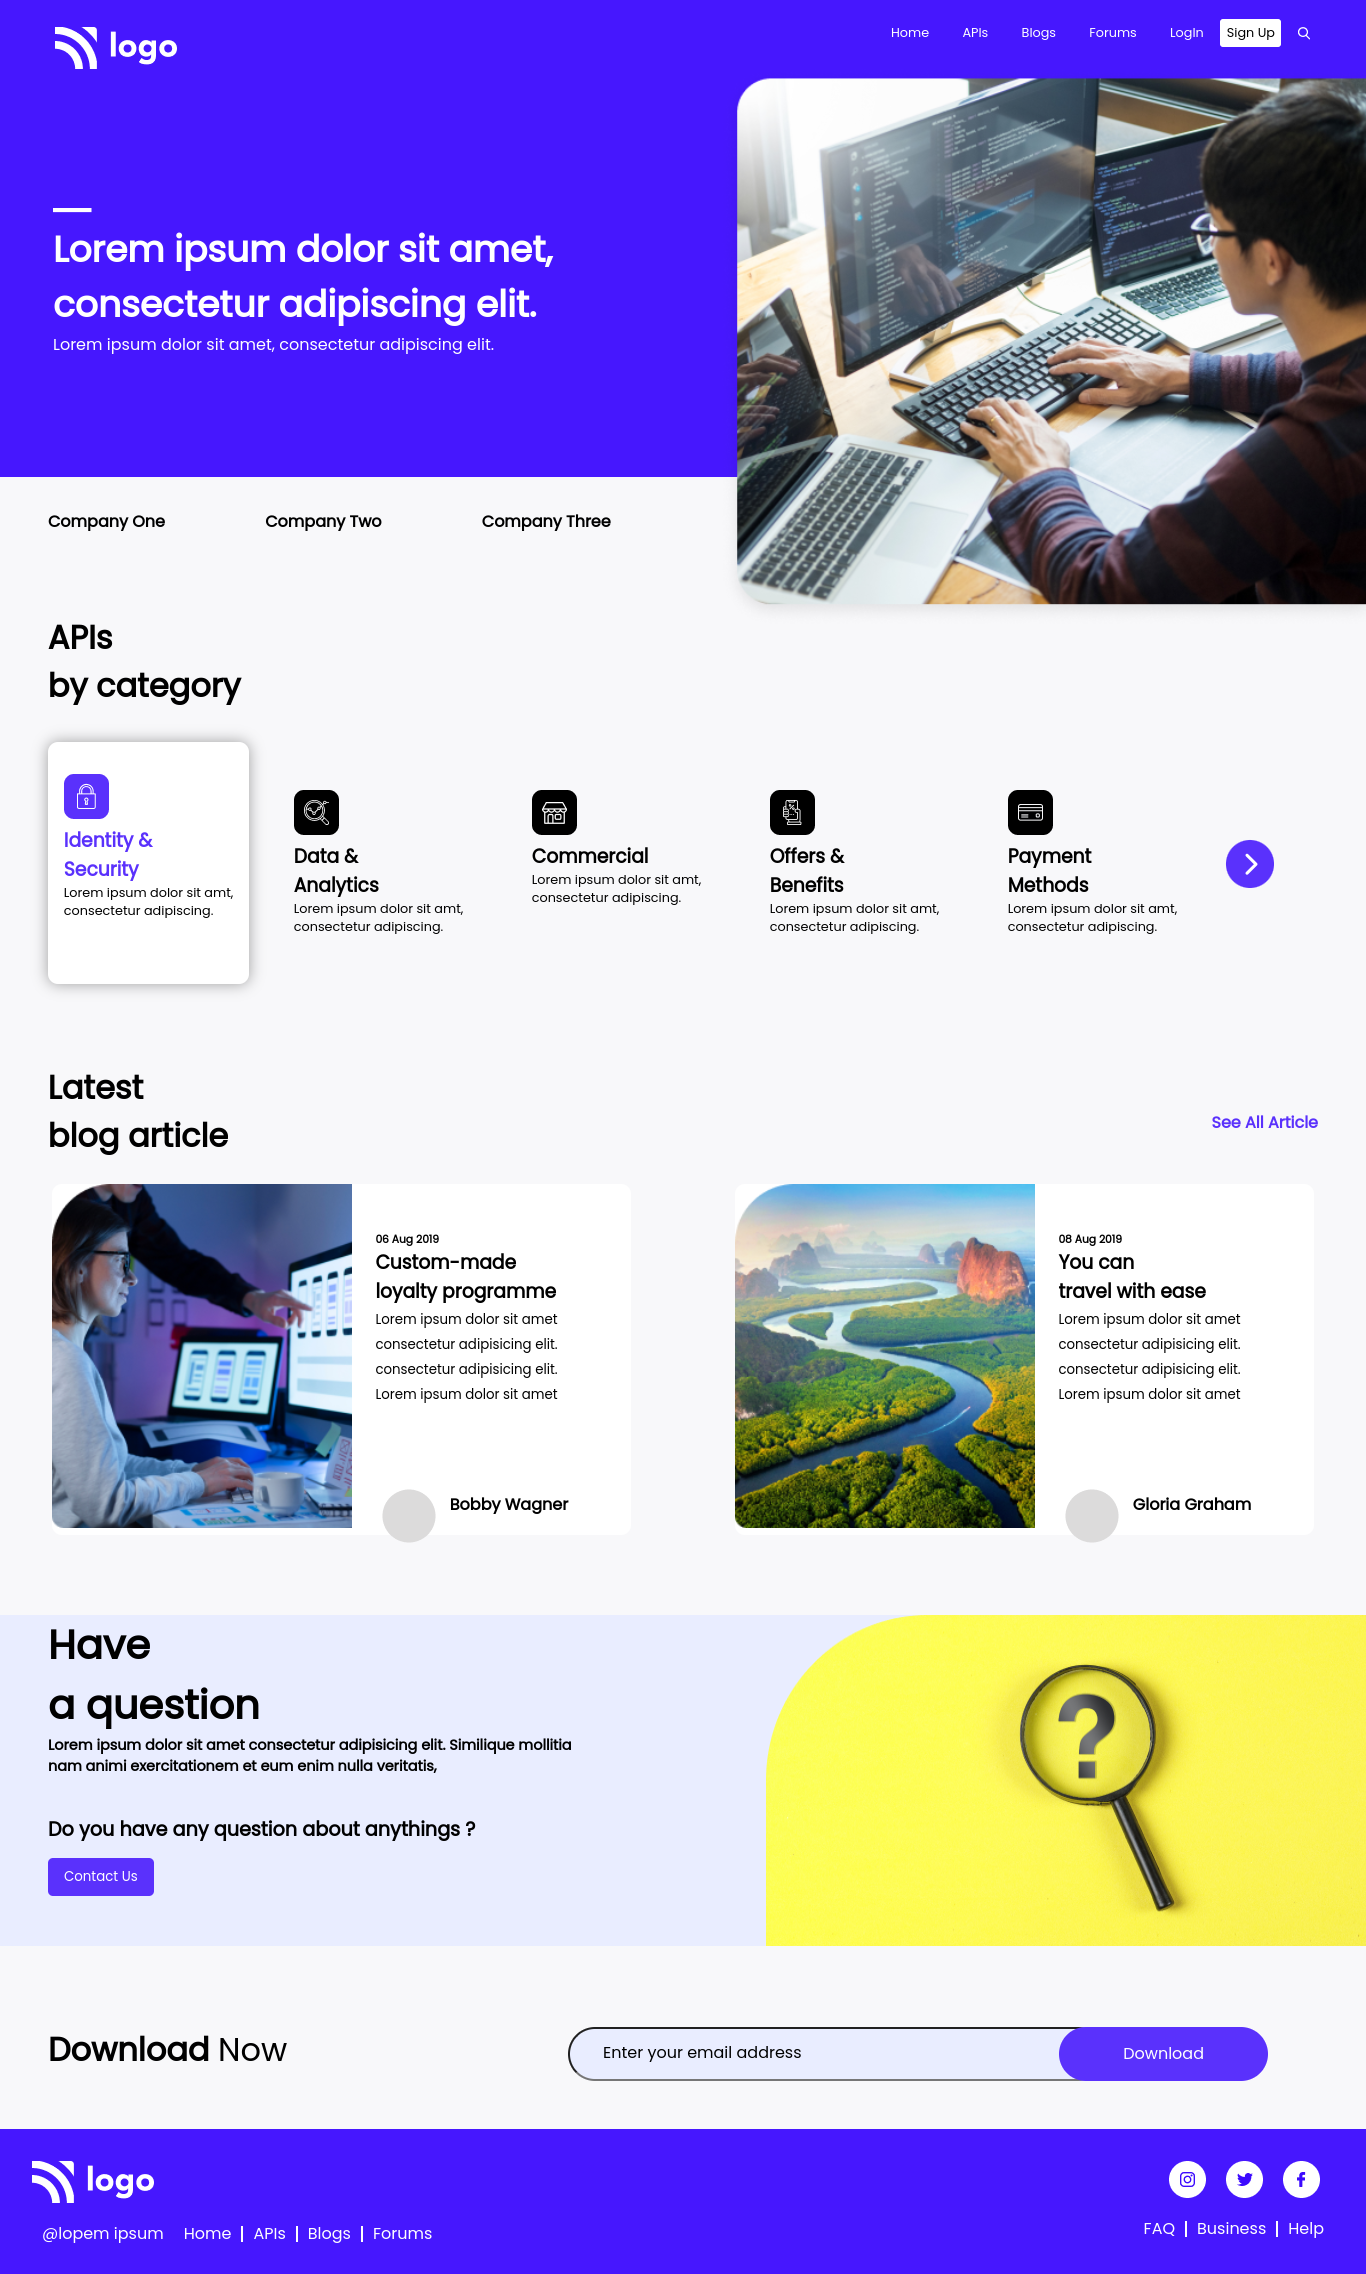 logo
Home APIs Blogs Forums LogIn Sign Up
Lorem ipsum dolor sit amet,
consectetur adipiscing elit.
Lorem ipsum dolor sit amet, consectetur adipiscing elit.
Company One Company Two Company Three
APIs
by category
Identity &
Security
Lorem ipsum dolor sit amt,
consectetur adipiscing.
Data &
Analytics
Lorem ipsum dolor sit amt,
consectetur adipiscing.
Commercial
Lorem ipsum dolor sit amt,
consectetur adipiscing.
Offers &
Benefits
Lorem ipsum dolor sit amt,
consectetur adipiscing.
Payment
Methods
Lorem ipsum dolor sit amt,
consectetur adipiscing.
Latest
blog article
See All Article
06 Aug 2019
Custom-made
loyalty programme
Lorem ipsum dolor sit amet
consectetur adipisicing elit.
consectetur adipisicing elit.
Lorem ipsum dolor sit amet
Bobby Wagner
08 Aug 2019
You can
travel with ease
Lorem ipsum dolor sit amet
consectetur adipisicing elit.
consectetur adipisicing elit.
Lorem ipsum dolor sit amet
Gloria Graham
Have
a question
Lorem ipsum dolor sit amet consectetur adipisicing elit. Similique mollitia
nam animi exercitationem et eum enim nulla veritatis,
Do you have any question about anythings ?
Contact Us
?
Download Now
Enter your email address
Download
logo
@lopem ipsum Home | APIs | Blogs | Forums
FAQ | Business | Help